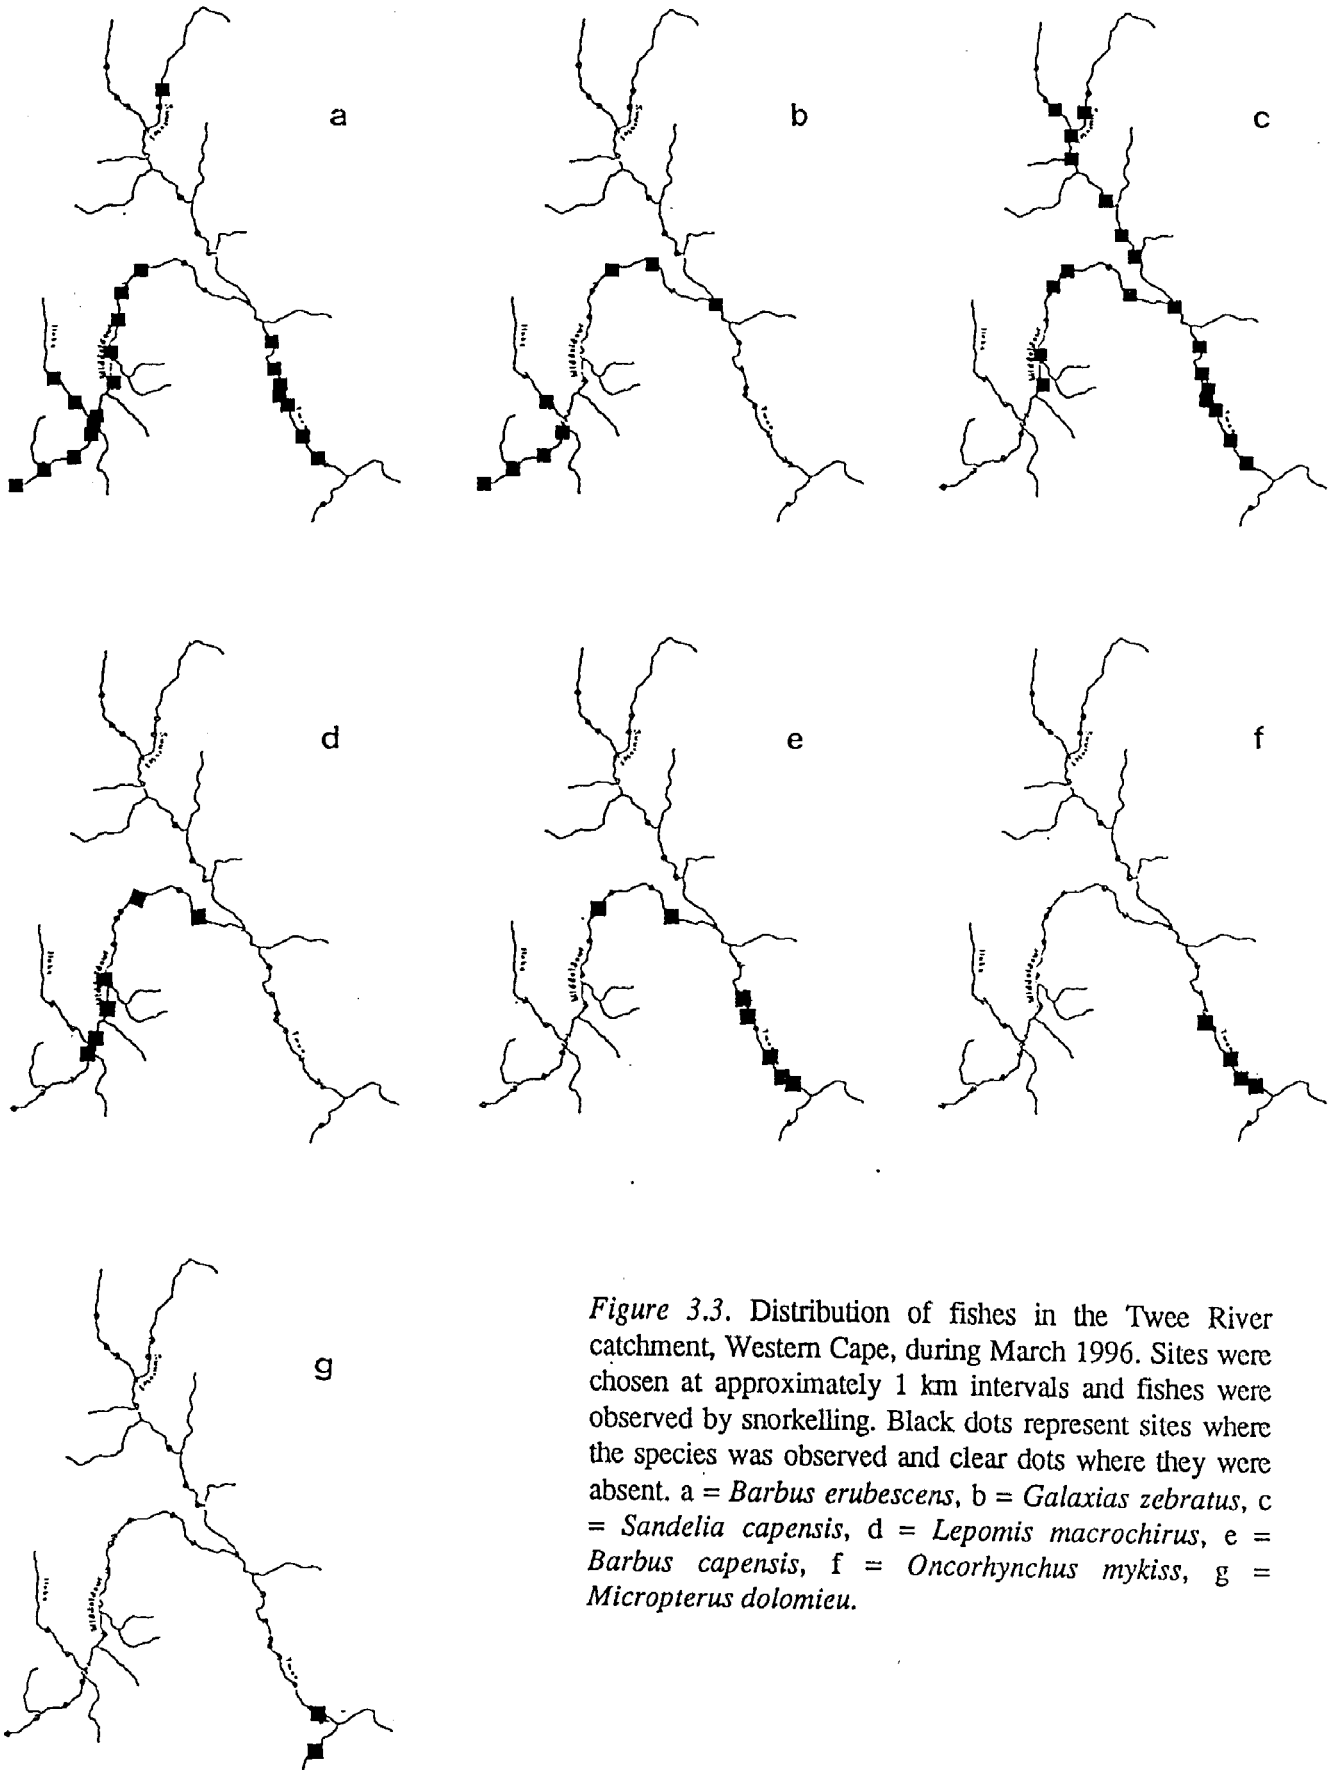 a
b
c
d
e
f
g
Figure 3.3. Distribution of fishes in the Twee River
catchment, Western Cape, during March 1996. Sites were
chosen at approximately 1 km intervals and fishes were
observed by snorkelling. Black dots represent sites where
the species was observed and clear dots where they were
absent. a = Barbus erubescens, b = Galaxias zebratus, c
= Sandelia capensis, d = Lepomis macrochirus, e =
Barbus capensis, f = Oncorhynchus mykiss, g =
Micropterus dolomieu.